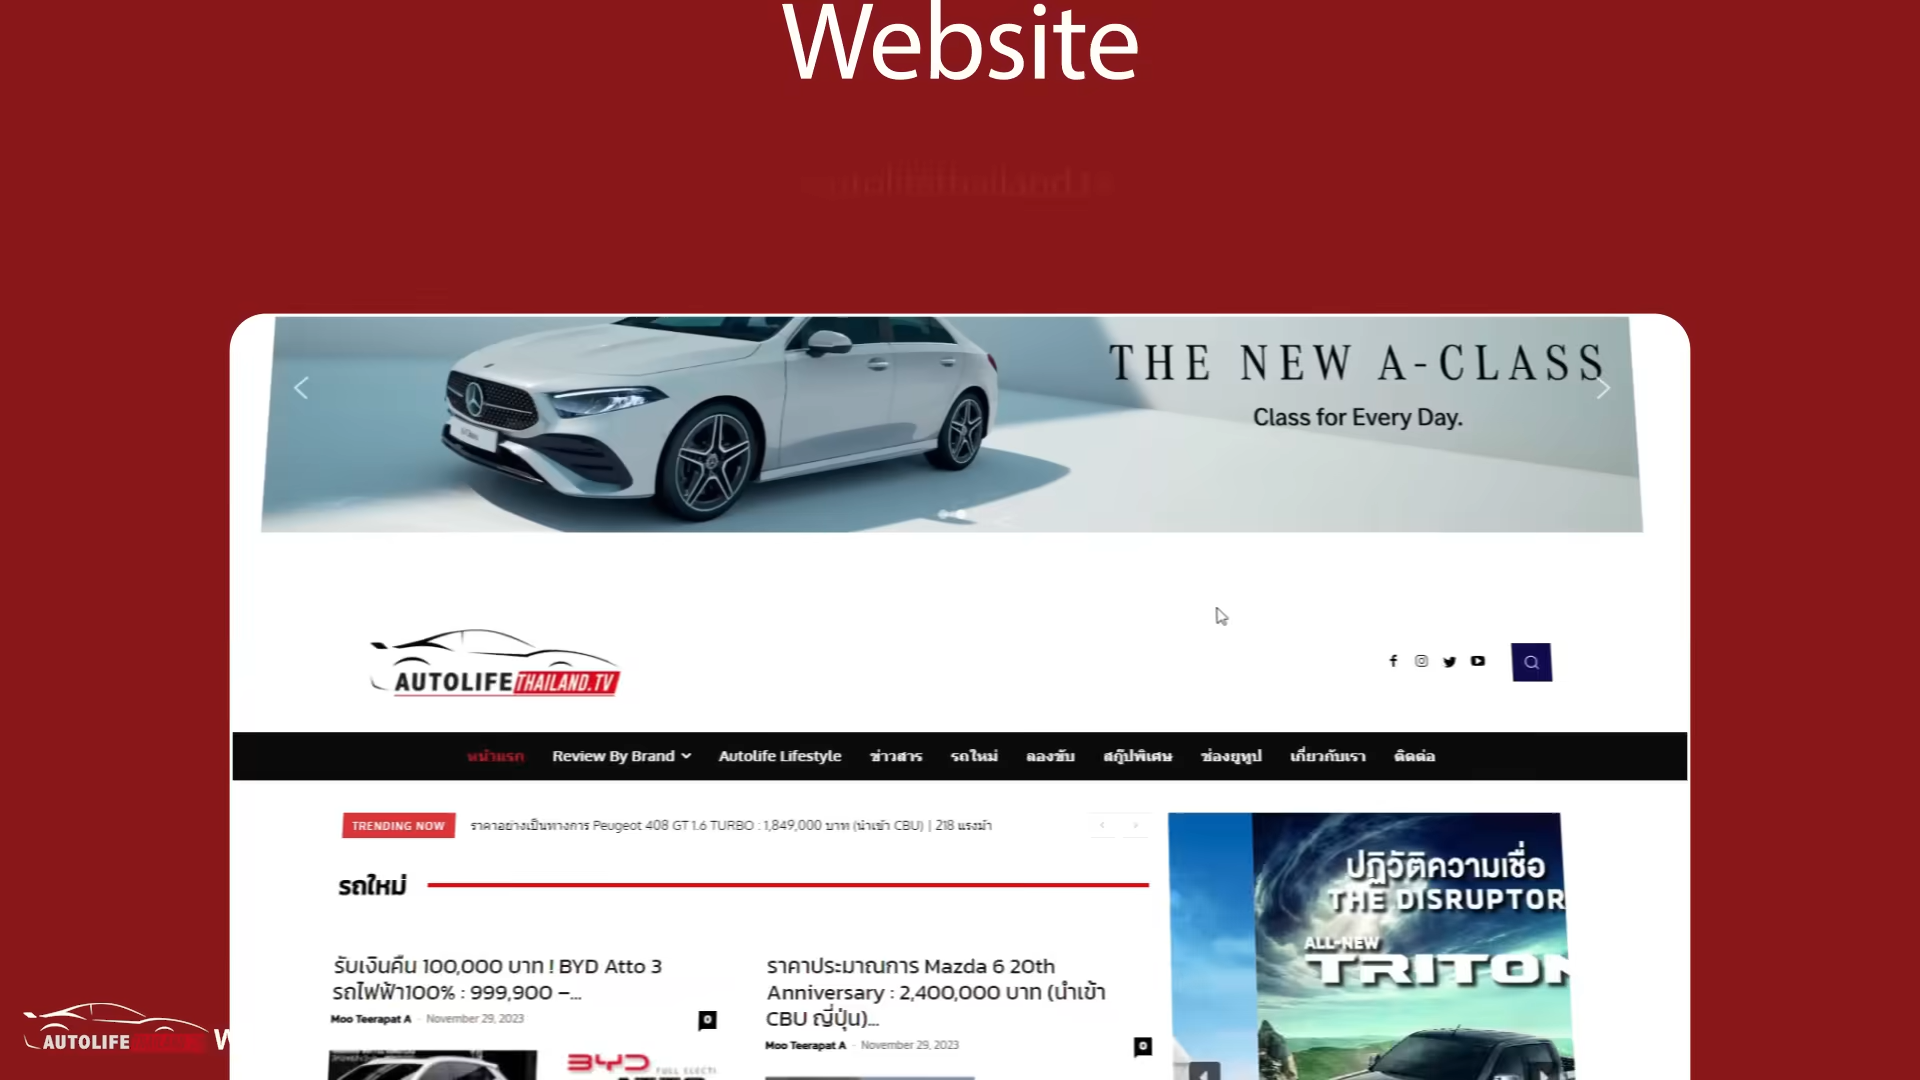 Website
autolifethailand.tv
THE NEW A-CLASS
Class for Every Day.
AUTOLIFETHAILAND.TV
หน้าแรก Review By Brand Autolife Lifestyle ข่าวสาร รถใหม่ ลองขับ สกู๊ปพิเศษ ช่องยูทูป เกี่ยวกับเรา ติดต่อ
TRENDING NOW ราคาอย่างเป็นทางการ Peugeot 408 GT 1.6 TURBO : 1,849,000 บาท (นำเข้า CBU) | 218 แรงม้า
รถใหม่
รับเงินคืน 100,000 บาท ! BYD Atto 3
รถไฟฟ้า100% : 999,900 –...
Moo Teerapat A - November 29, 2023 0
ราคาประมาณการ Mazda 6 20th
Anniversary : 2,400,000 บาท (นำเข้า
CBU ญี่ปุ่น)...
Moo Teerapat A - November 29, 2023 0
BYD
ปฏิวัติความเชื่อ
THE DISRUPTOR
ALL-NEW
TRITON
AUTOLIFE
W